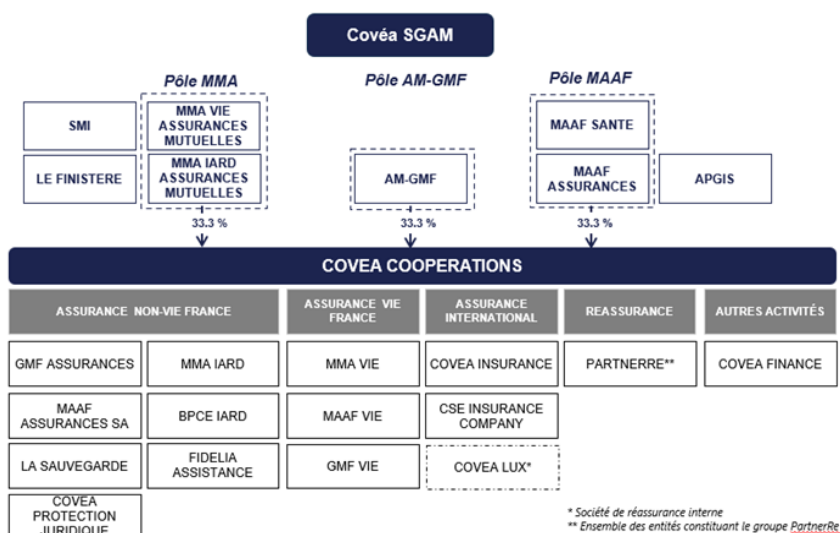 Covéa SGAM
Pôle MMA
Pôle AM-GMF
Pôle MAAF
SMI
MMA VIE
ASSURANCES
MUTUELLES
MAAF SANTE
LE FINISTERE
MMA IARD
ASSURANCES
MUTUELLES
AM-GMF
MAAF
ASSURANCES
APGIS
33.3 %
33.3 %
33.3 %
COVEA COOPERATIONS
ASSURANCE NON-VIE FRANCE
ASSURANCE VIE
FRANCE
ASSURANCE
INTERNATIONAL
REASSURANCE
AUTRES ACTIVITÉS
GMF ASSURANCES
MMA IARD
MMA VIE
COVEA INSURANCE
PARTNERRE**
COVEA FINANCE
MAAF
ASSURANCES SA
BPCE IARD
MAAF VIE
CSE INSURANCE
COMPANY
LA SAUVEGARDE
FIDELIA
ASSISTANCE
GMF VIE
COVEA LUX*
COVEA
PROTECTION
JURIDIQUE
* Société de réassurance interne
** Ensemble des entités constituant le groupe PartnerRe